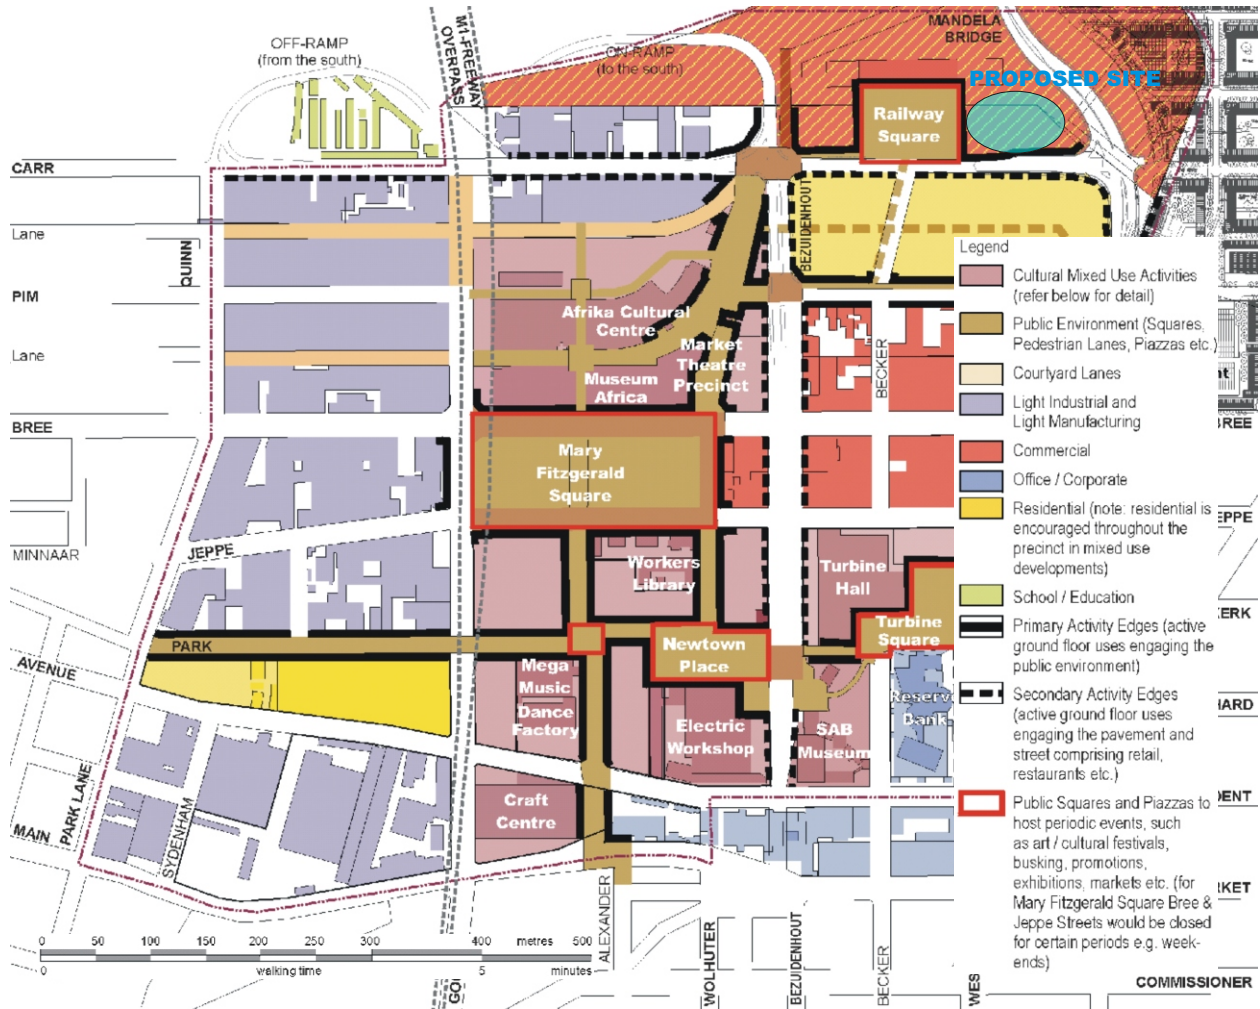 MANDELA
BRIDGE
OFF-RAMP
(from the south)
M1-FREEWAY
OVERPASS
ON-RAMP
(to the south)
PROPOSED SITE
Railway
Square
CARR
Lane
QUINN
BEZUIDENHOUT
PIM
Afrika Cultural
Centre
Lane
Market
Theatre
Precinct
BECKER
Museum
Africa
BREE
BREE
Mary
Fitzgerald
Square
MINNAAR
JEPPE
EPPE
Workers
Library
Turbine
Hall
KERK
PARK
Newtown
Place
Turbine
Square
AVENUE
Mega
Music
Dance
Factory
Electric
Workshop
SAB
Museum
Reserv
Bank
HARD
PARK LANE
SYDENHAM
MAIN
Craft
Centre
DENT
RKET
Legend
Cultural Mixed Use Activities
(refer below for detail)
Public Environment (Squares,
Pedestrian Lanes, Piazzas etc.)
Courtyard Lanes
Light Industrial and
Light Manufacturing
Commercial
Office / Corporate
Residential (note: residential is
encouraged throughout the
precinct in mixed use
developments)
School / Education
Primary Activity Edges (active
ground floor uses engaging the
public environment)
Secondary Activity Edges
(active ground floor uses
engaging the pavement and
street comprising retail,
restaurants etc.)
Public Squares and Piazzas to
host periodic events, such
as art / cultural festivals,
busking, promotions,
exhibitions, markets etc. (for
Mary Fitzgerald Square Bree &
Jeppe Streets would be closed
for certain periods e.g. week-
ends)
0 50 100 150 200 300 400 metres 500
0 walking time 5 minutes
GOI
ALEXANDER
WOLHUTER
BEZUIDENHOUT
BECKER
WES
COMMISSIONER